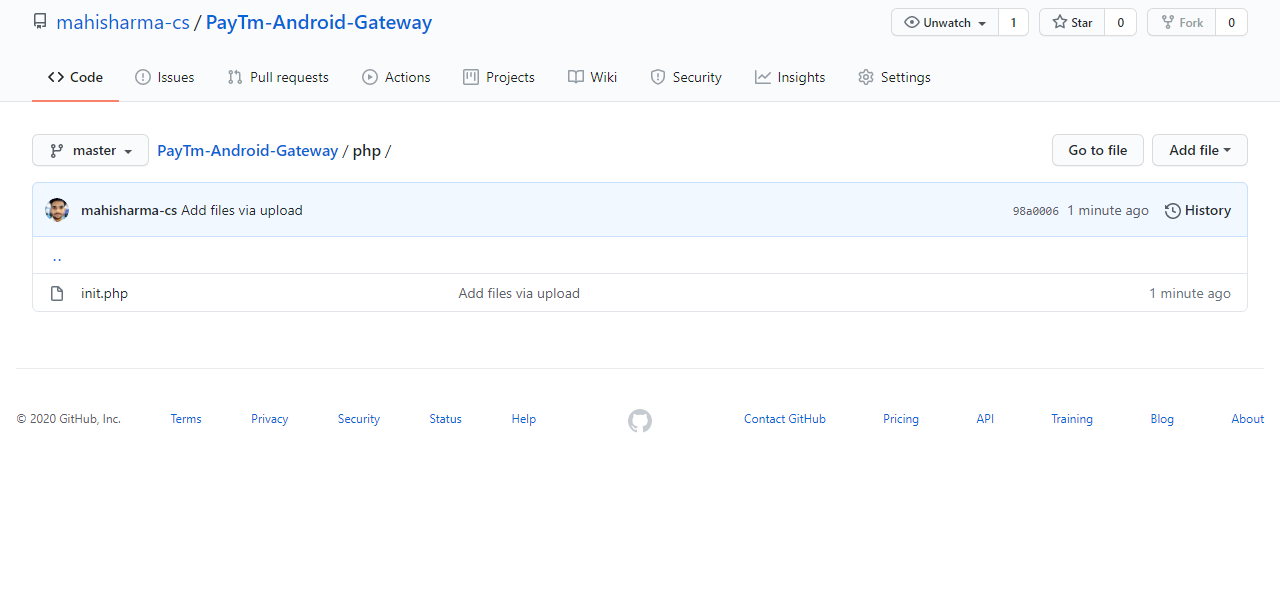 mahisharma-cs / PayTm-Android-Gateway Unwatch 1 Star 0 Fork 0
Code Issues Pull requests Actions Projects Wiki Security Insights Settings
master PayTm-Android-Gateway / php / Go to file Add file
mahisharma-cs Add files via upload 98a0006 1 minute ago History
..
init.php Add files via upload 1 minute ago
© 2020 GitHub, Inc. Terms Privacy Security Status Help Contact GitHub Pricing API Training Blog About